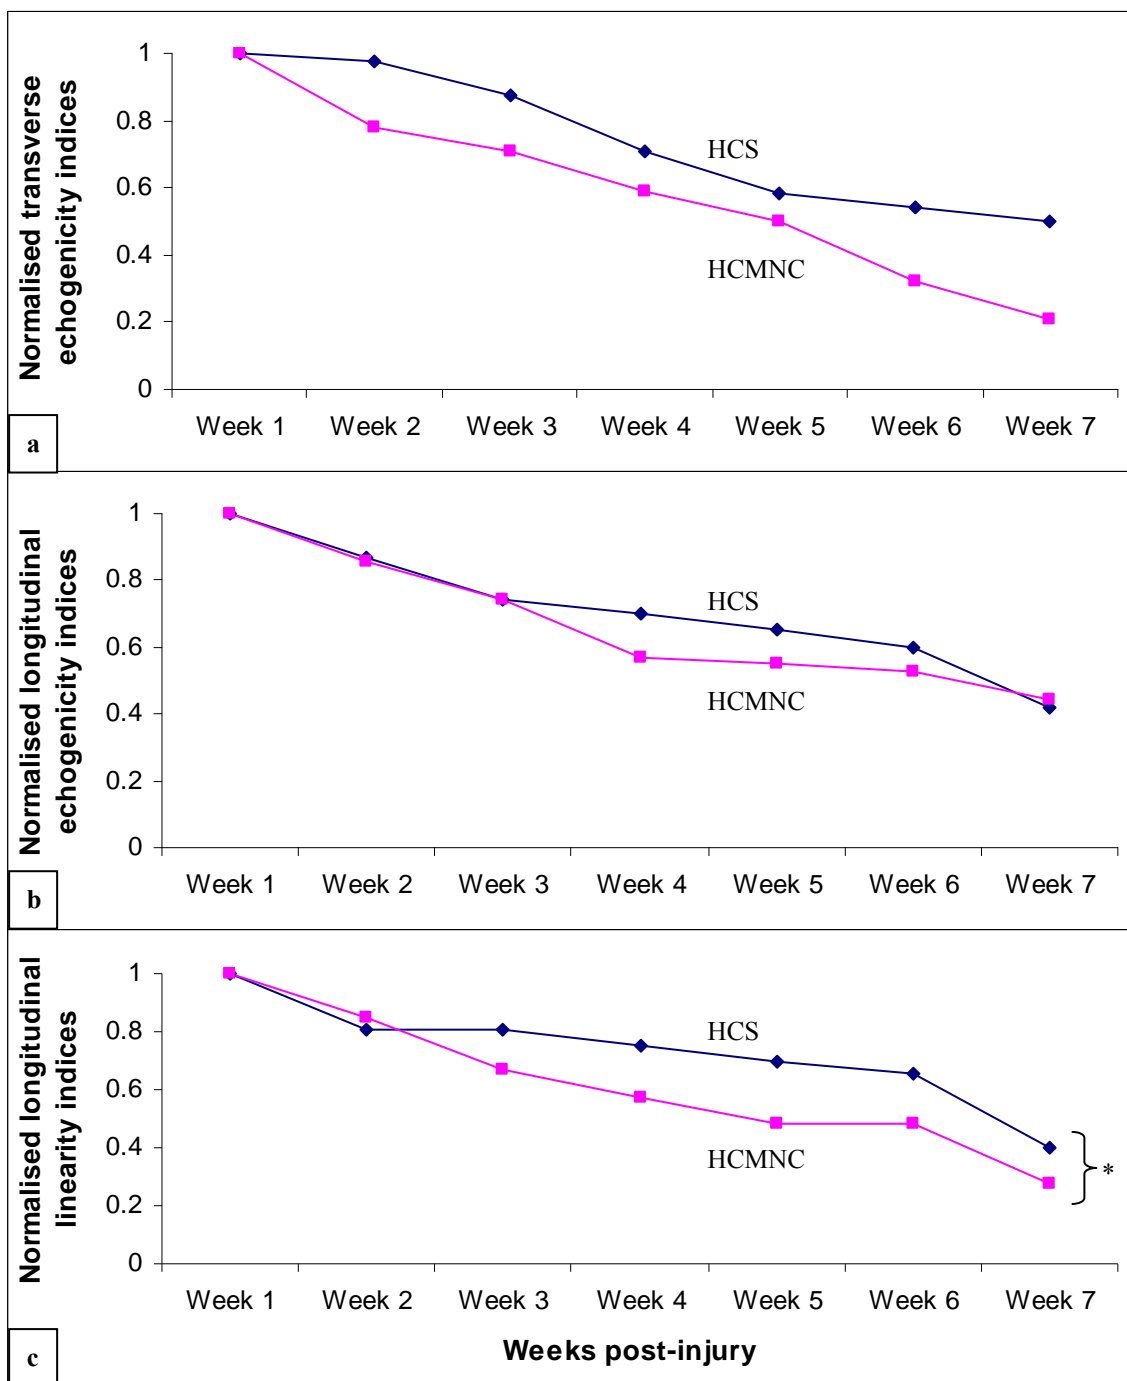 Normalised transverse
echogenicity indices
1
0.8
0.6
0.4
0.2
0
HCS
HCMNC
Week 1 Week 2 Week 3 Week 4 Week 5 Week 6 Week 7
a
Normalised longitudinal
echogenicity indices
1
0.8
0.6
0.4
0.2
0
HCS
HCMNC
Week 1 Week 2 Week 3 Week 4 Week 5 Week 6 Week 7
b
Normalised longitudinal
linearity indices
1
0.8
0.6
0.4
0.2
0
HCS
HCMNC
*
Week 1 Week 2 Week 3 Week 4 Week 5 Week 6 Week 7
Weeks post-injury
c